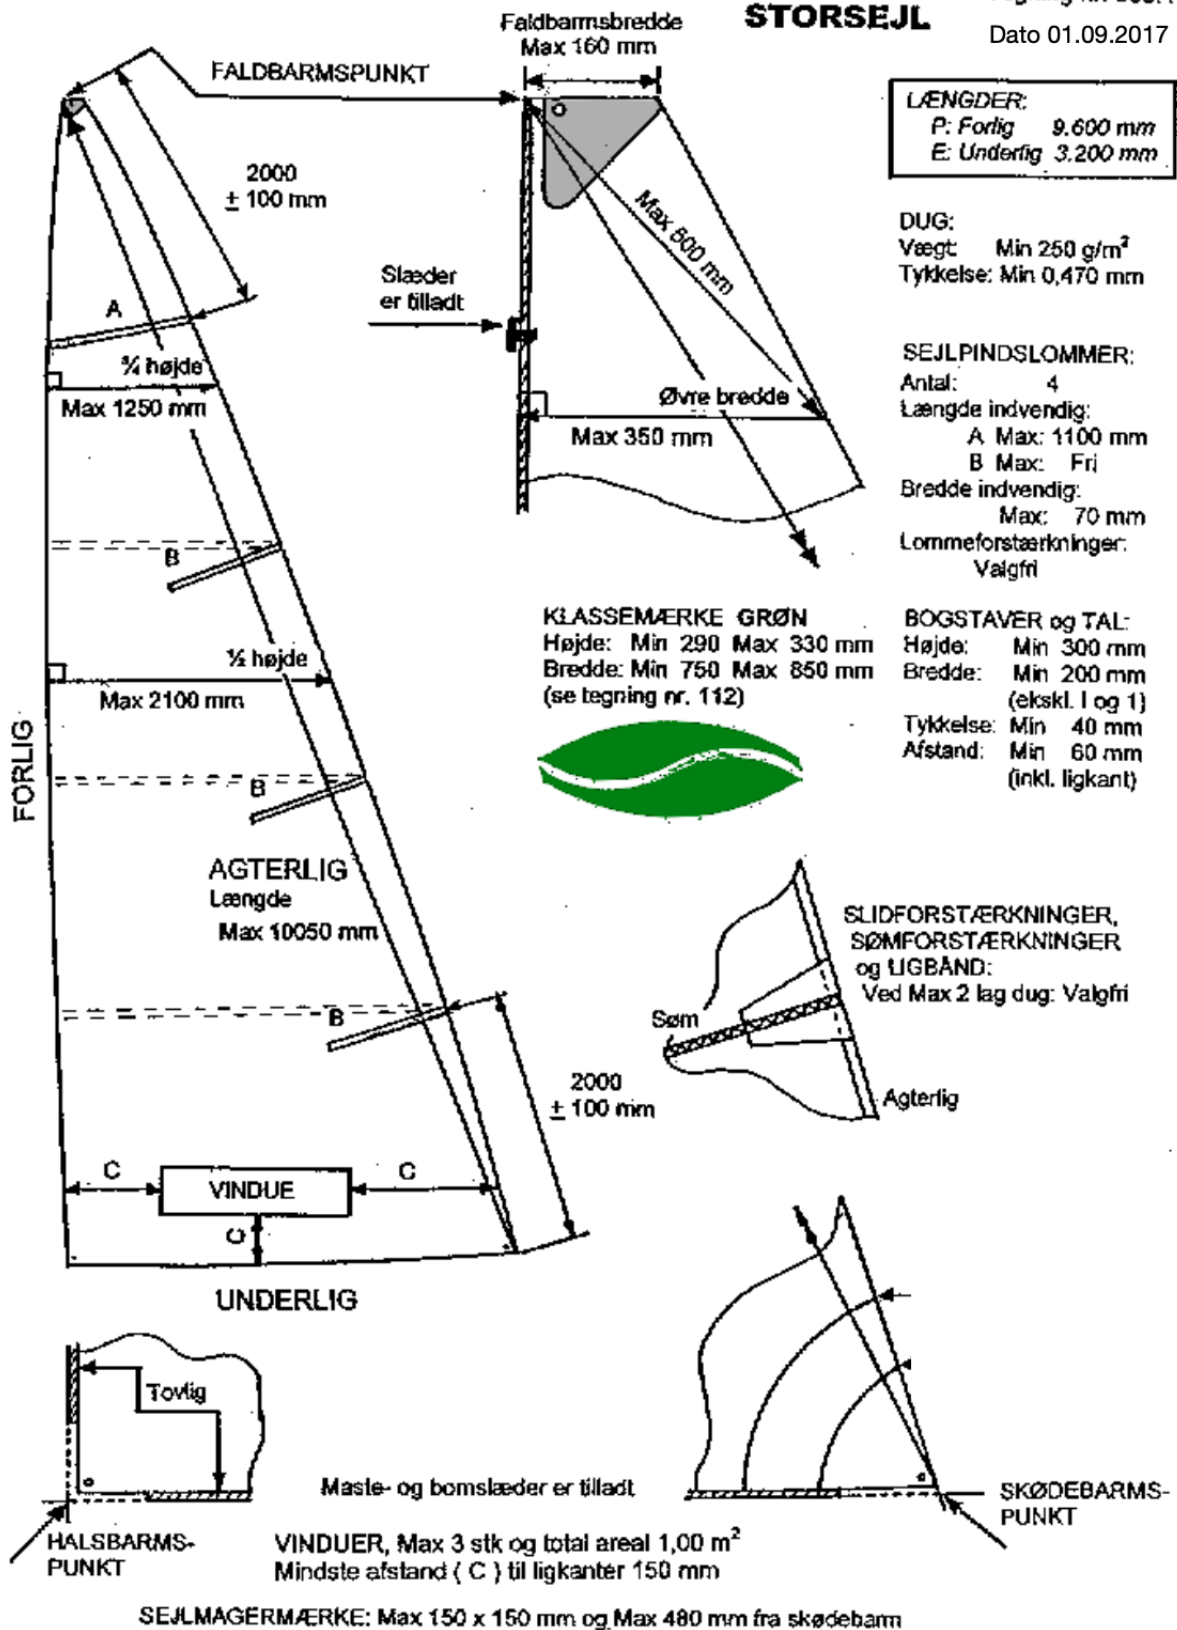 STORSEJL
Dato 01.09.2017
Faldbarmsbredde
Max 160 mm
FALDBARMSPUNKT
LÆNGDER:
P: Forlig 9.600 mm
E: Underlig 3.200 mm
2000
± 100 mm
Max 500 mm
DUG:
Vægt: Min 250 g/m²
Tykkelse: Min 0,470 mm
Slæder
er tilladt
A
¾ højde
Max 1250 mm
Øvre bredde
Max 350 mm
SEJLPINDSLOMMER:
Antal: 4
Længde indvendig:
A Max: 1100 mm
B Max: Fri
Bredde indvendig:
Max: 70 mm
Lommeforstærkninger:
Valgfri
B
½ højde
Max 2100 mm
KLASSEMÆRKE GRØN
Højde: Min 290 Max 330 mm
Bredde: Min 750 Max 850 mm
(se tegning nr. 112)
BOGSTAVER og TAL:
Højde: Min 300 mm
Bredde: Min 200 mm
(ekskl. I og 1)
Tykkelse: Min 40 mm
Afstand: Min 60 mm
(inkl. ligkant)
FORLIG
B
AGTERLIG
Længde
Max 10050 mm
SLIDFORSTÆRKNINGER,
SØMFORSTÆRKNINGER
og LIGBÅND:
Ved Max 2 lag dug: Valgfri
Søm
Agterlig
B
2000
± 100 mm
C
VINDUE
C
C
UNDERLIG
Tovlig
Maste- og bomslæder er tilladt
HALSBARMS-
PUNKT
SKØDEBARMS-
PUNKT
VINDUER, Max 3 stk og total areal 1,00 m²
Mindste afstand ( C ) til ligkanter 150 mm
SEJLMAGERMÆRKE: Max 150 x 150 mm og Max 480 mm fra skødebarm